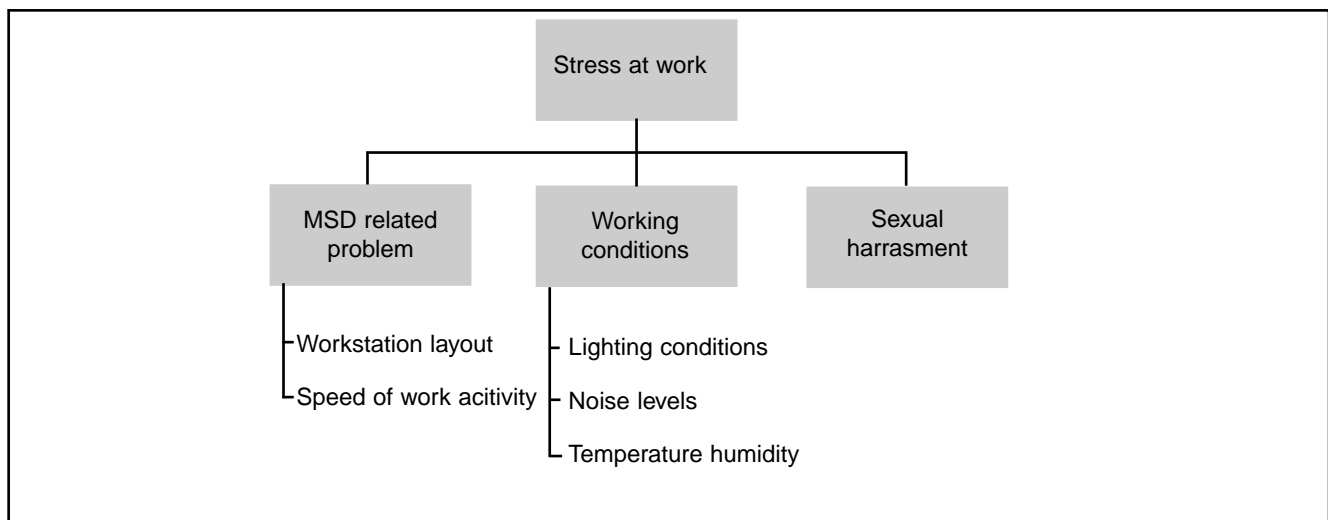 Stress at work
MSD related
problem
Working
conditions
Sexual
harrasment
Workstation layout
Speed of work acitivity
Lighting conditions
Noise levels
Temperature humidity